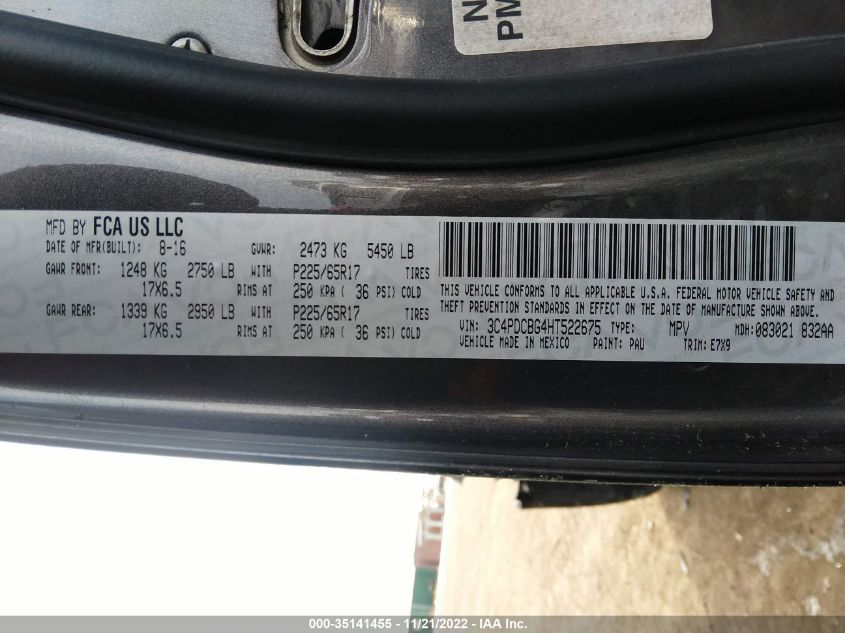 N
PM
MFD BY FCA US LLC
DATE OF MFR(BUILT): 8-16 GVWR: 2473 KG 5450 LB
GAWR FRONT: 1248 KG 2750 LB WITH P225/65R17 TIRES
17X6.5 RIMS AT 250 KPA ( 36 PSI) COLD
GAWR REAR: 1339 KG 2950 LB WITH P225/65R17 TIRES
17X6.5 RIMS AT 250 KPA ( 36 PSI) COLD
THIS VEHICLE CONFORMS TO ALL APPLICABLE U.S.A. FEDERAL MOTOR VEHICLE SAFETY AND
THEFT PREVENTION STANDARDS IN EFFECT ON THE DATE OF MANUFACTURE SHOWN ABOVE.
VIN: 3C4PDCBG4HT522675 TYPE: MPV MDH:083021 832AA
VEHICLE MADE IN MEXICO PAINT: PAU TRIM: E7X9
000-35141455 - 11/21/2022 - IAA Inc.